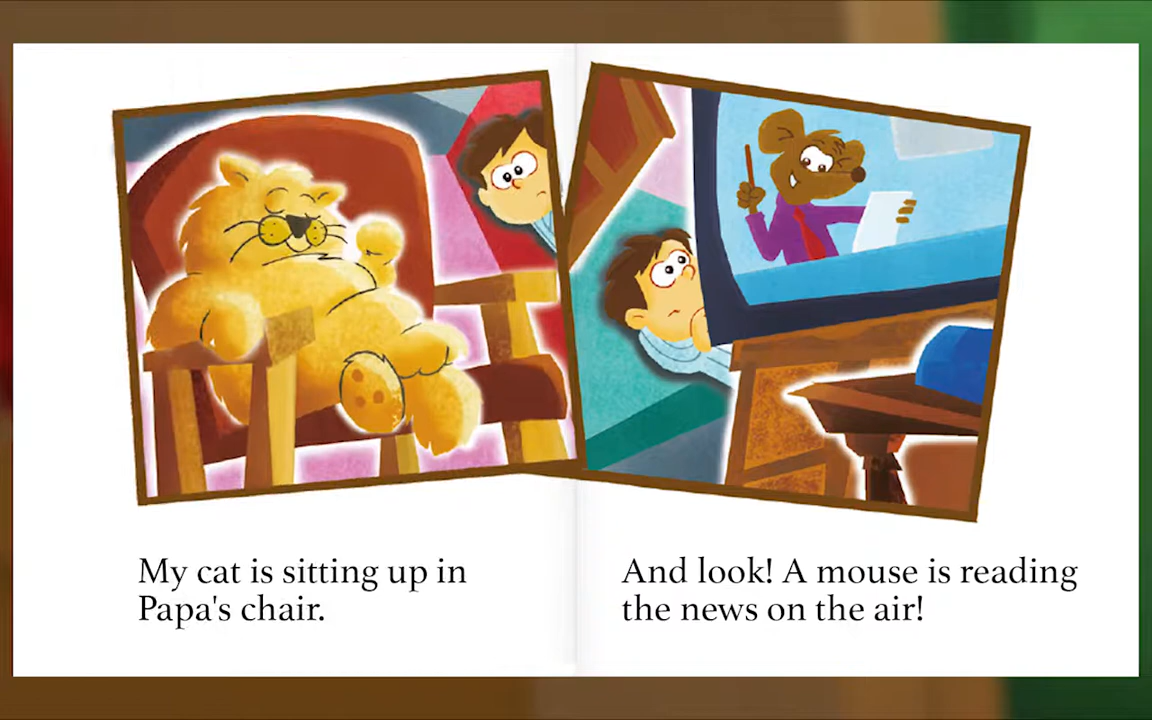 My cat is sitting up in
Papa's chair.
And look! A mouse is reading
the news on the air!